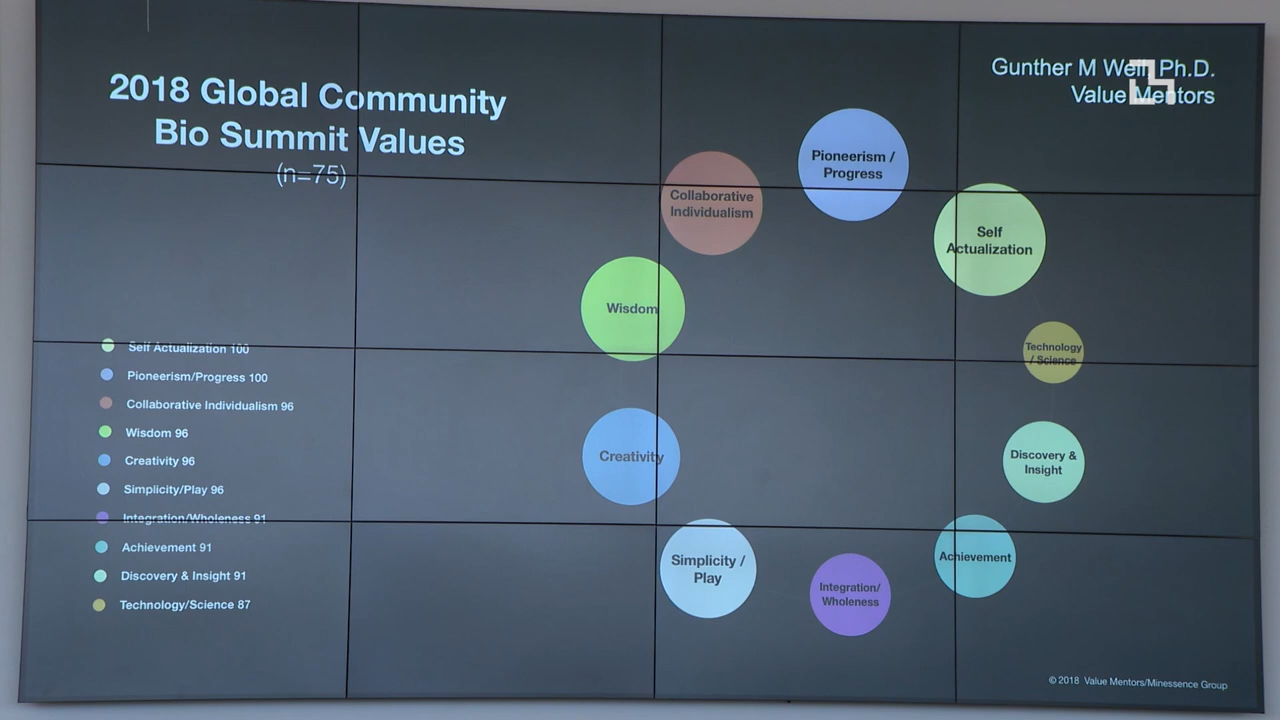 2018 Global Community
Bio Summit Values
(n=75)
Gunther M Weil, Ph.D.
Value Mentors
Pioneerism /
Progress
Collaborative
Individualism
Self
Actualization
Wisdom
Technology
/ Science
Creativity
Discovery &
Insight
Simplicity /
Play
Integration/
Wholeness
Achievement
Self Actualization 100
Pioneerism/Progress 100
Collaborative Individualism 96
Wisdom 96
Creativity 96
Simplicity/Play 96
Integration/Wholeness 91
Achievement 91
Discovery & Insight 91
Technology/Science 87
© 2018 Value Mentors/Minessence Group